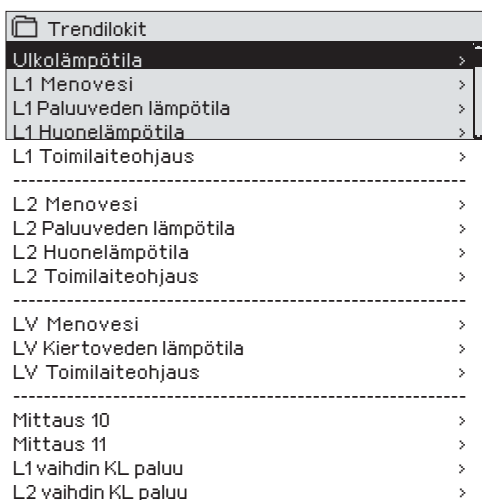 Trendilokit
Ulkolämpötila >
L1 Menovesi >
L1 Paluuveden lämpötila >
L1 Huonelämpötila >
L1 Toimilaiteohjaus >
------------------------------------------------------------
L2 Menovesi >
L2 Paluuveden lämpötila >
L2 Huonelämpötila >
L2 Toimilaiteohjaus >
------------------------------------------------------------
LV Menovesi >
LV Kiertoveden lämpötila >
LV Toimilaiteohjaus >
------------------------------------------------------------
Mittaus 10 >
Mittaus 11 >
L1 vaihdin KL paluu >
L2 vaihdin KL paluu >